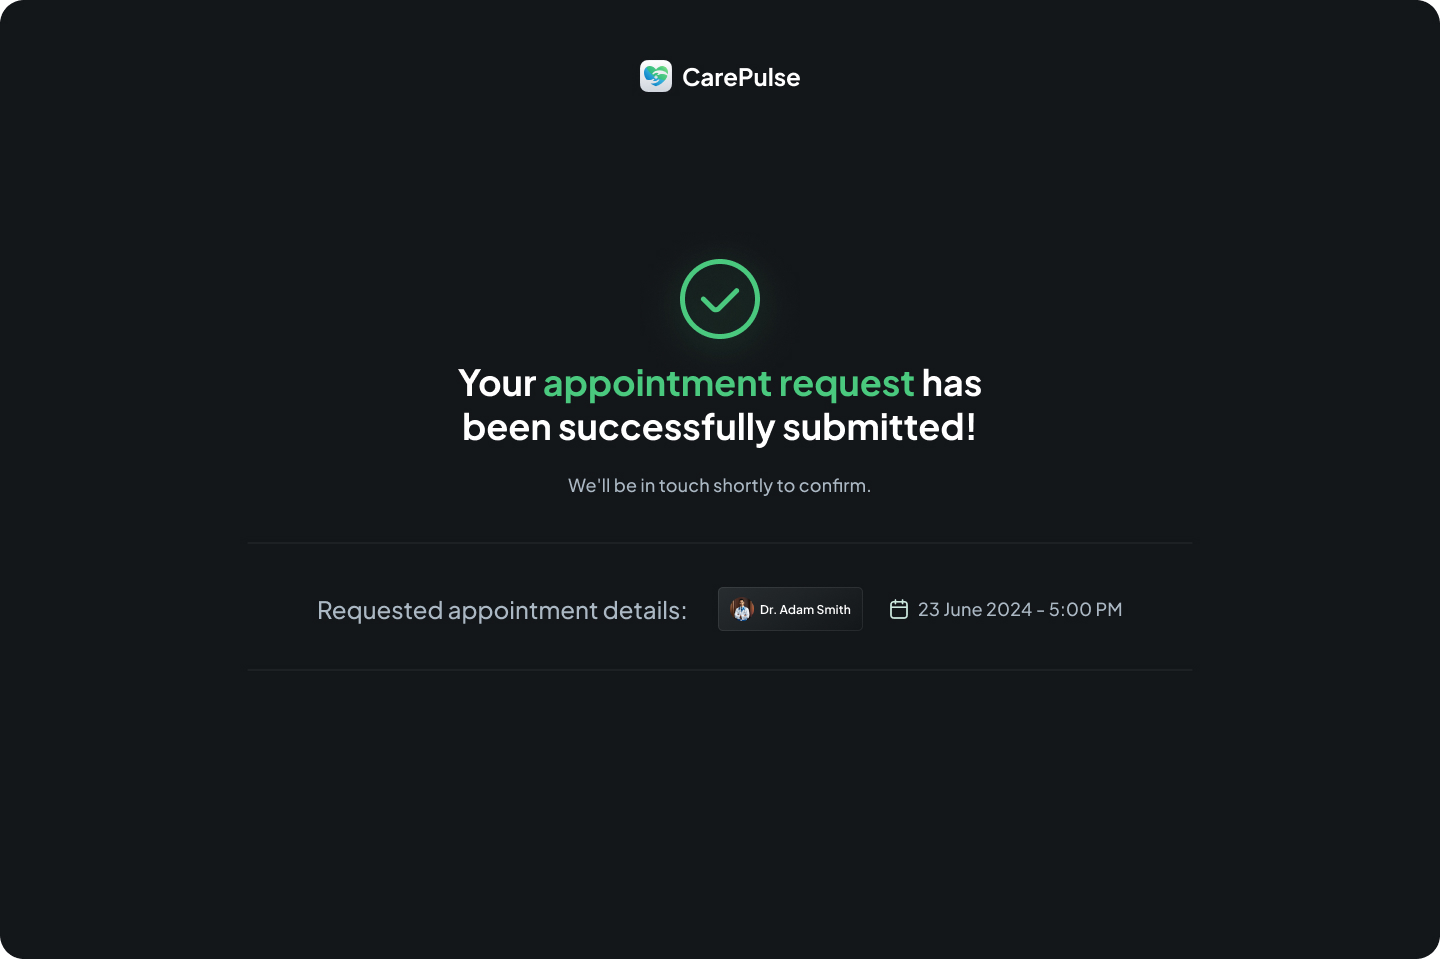 CarePulse
Your appointment request has
been successfully submitted!
We'll be in touch shortly to confirm.
Requested appointment details: Dr. Adam Smith 23 June 2024 - 5:00 PM